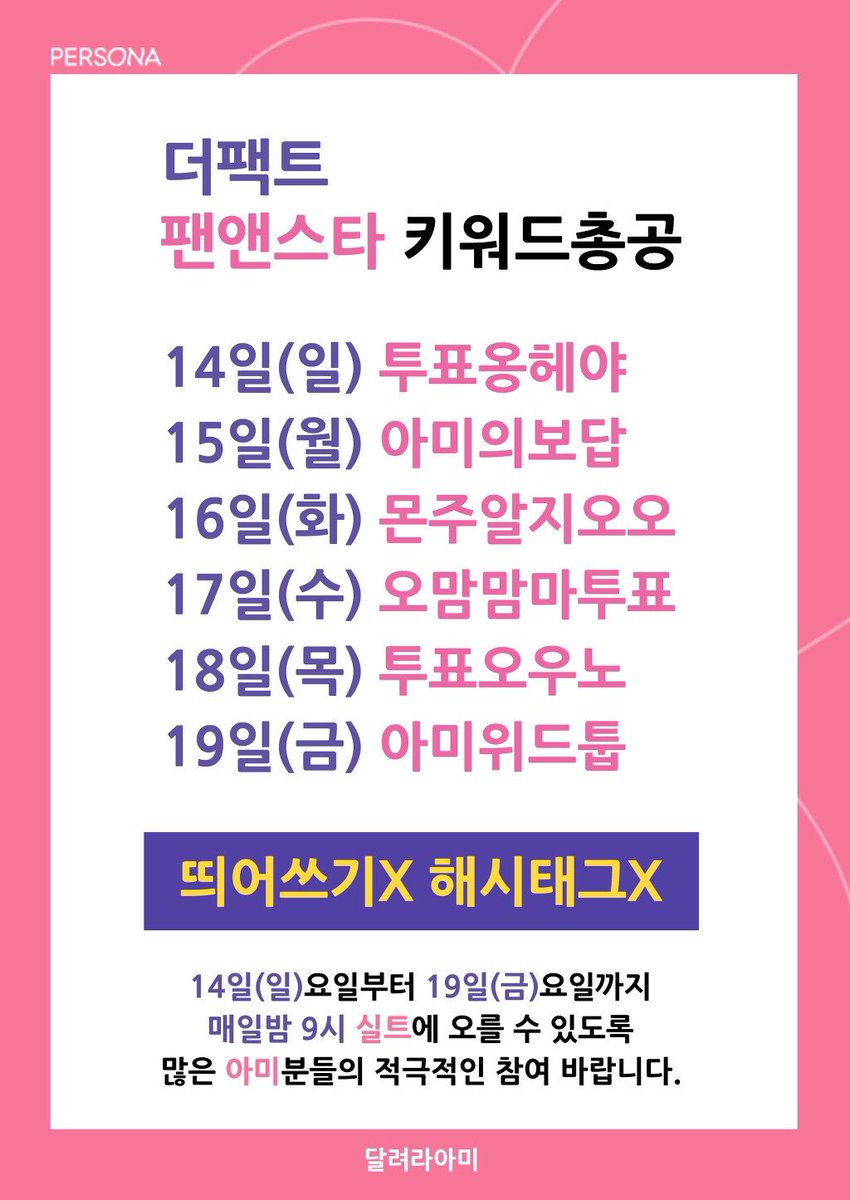 PERSONA
더팩트
팬앤스타 키워드총공
14일(일) 투표옹헤야
15일(월) 아미의보답
16일(화) 몬주알지오오
17일(수) 오맘맘마투표
18일(목) 투표오우노
19일(금) 아미위드툽
띄어쓰기X 해시태그X
14일(일)요일부터 19일(금)요일까지
매일밤 9시 실트에 오를 수 있도록
많은 아미분들의 적극적인 참여 바랍니다.
달려라아미